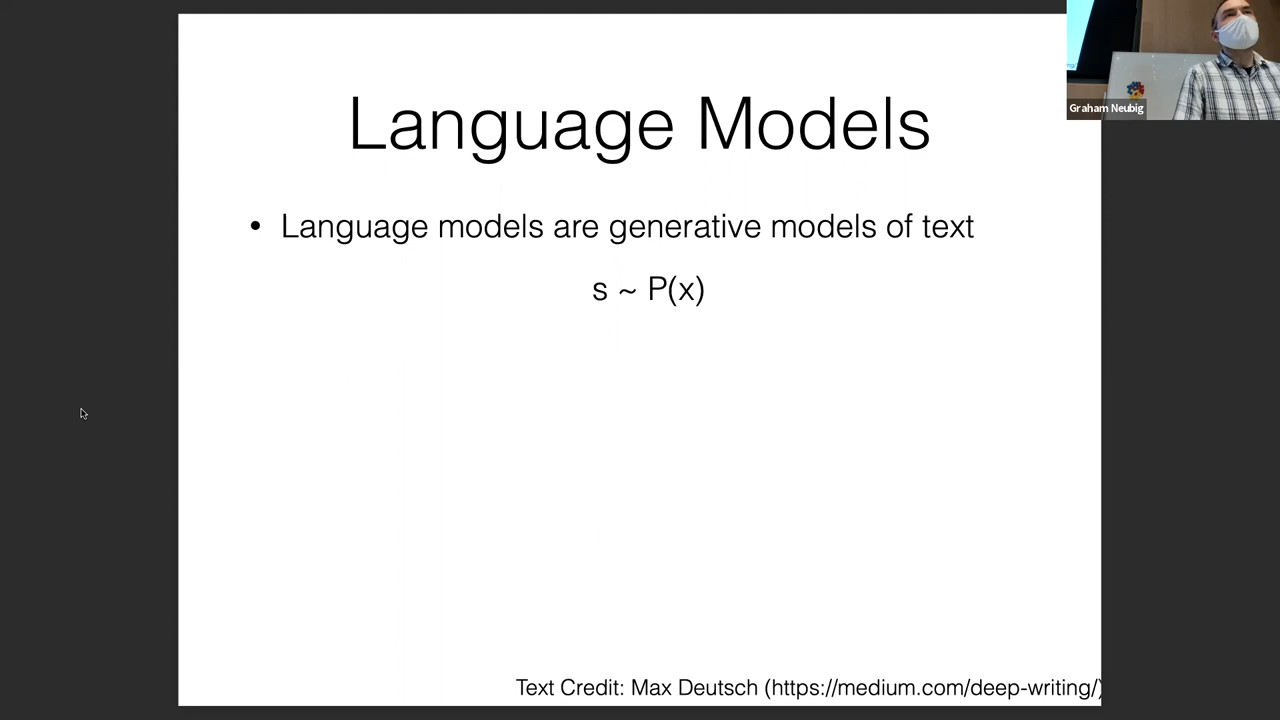 Language Models
• Language models are generative models of text
s ~ P(x)
Text Credit: Max Deutsch (https://medium.com/deep-writing/)
Graham Neubig